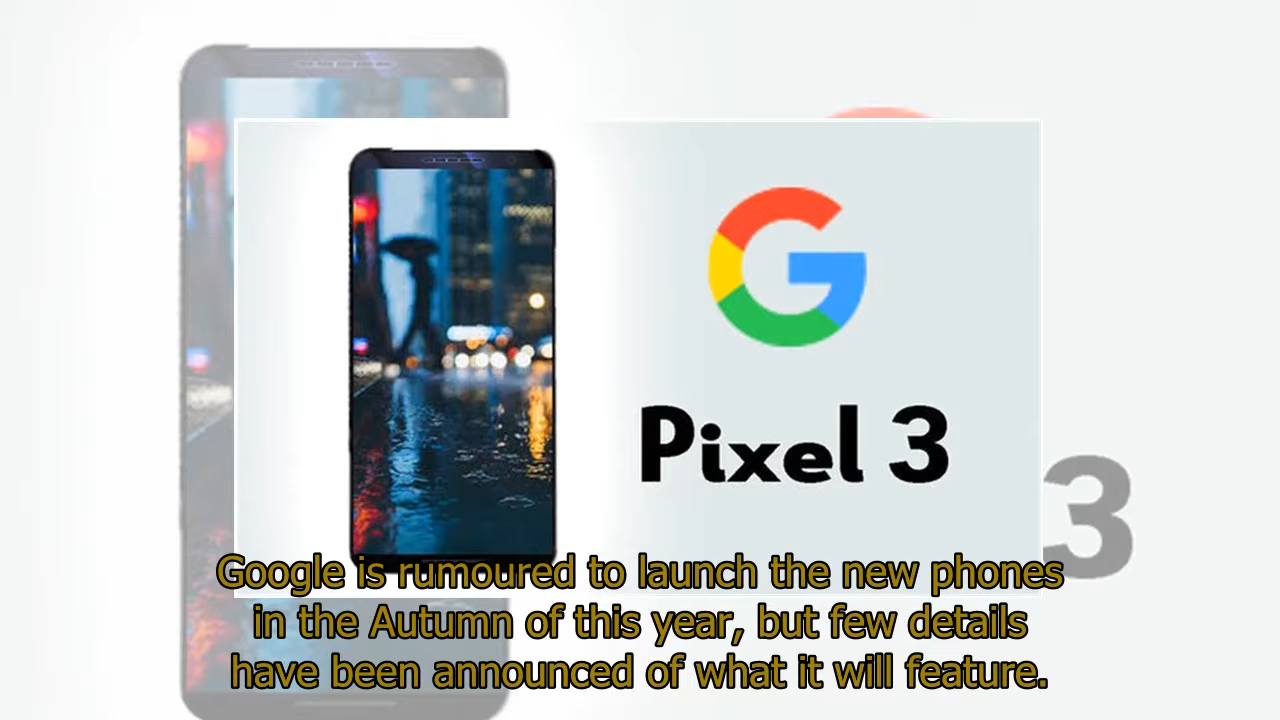 G
Pixel 3
3
Google is rumoured to launch the new phones
in the Autumn of this year, but few details
have been announced of what it will feature.